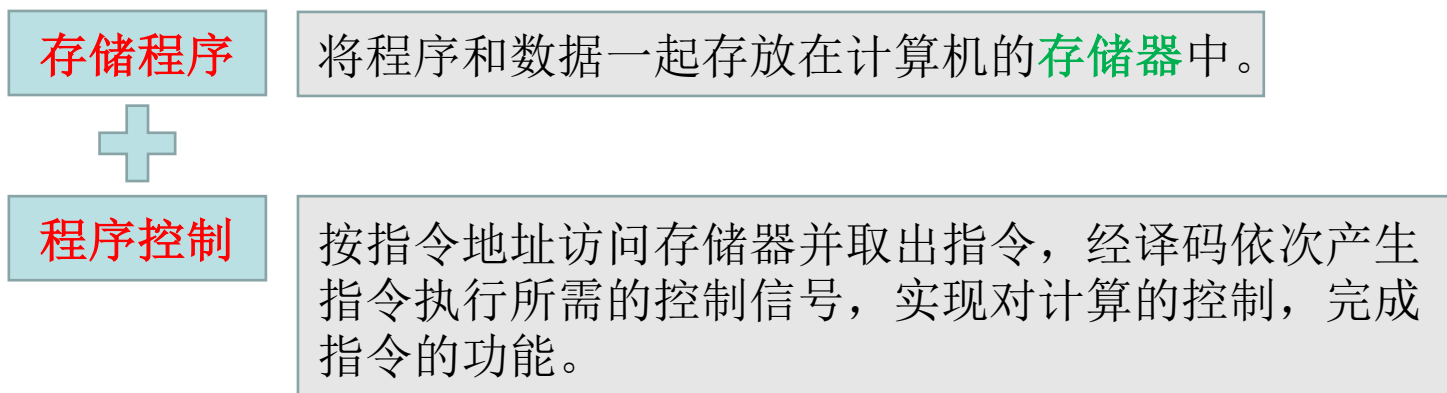 存储程序
将程序和数据一起存放在计算机的存储器中。
程序控制
按指令地址访问存储器并取出指令，经译码依次产生
指令执行所需的控制信号，实现对计算的控制，完成
指令的功能。